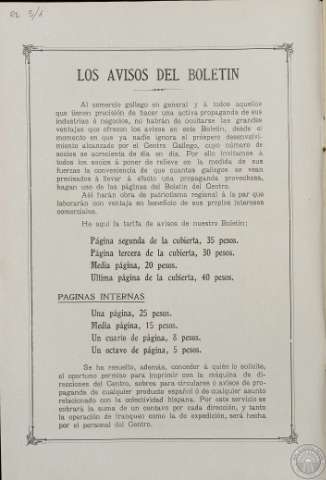 LOS AVISOS DEL BOLETIN
Al comercio gallego en general y á todos aquellos
que tienen precisión de hacer una activa propaganda de sus
industrias ó negocios, no habrán de ocultarse las grandes
ventajas que ofrecen los avisos en este Boletín, desde el
momento en que ya nadie ignora el próspero desenvolvi-
miento alcanzado por el Centro Gallego, cuyo número de
socios se acrecienta de día en día. Por ello invitamos a
todos los socios á poner de relieve en la medida de sus
fuerzas la conveniencia de que cuantos gallegos se vean
precisados á llevar á efecto una propaganda provechosa,
hagan uso de las páginas del Boletín del Centro.
Así harán obra de patriotismo regional á la par que
laborarán con ventaja en beneficio de sus propios intereses
comerciales.
He aquí la tarifa de avisos de nuestro Boletín:
Página segunda de la cubierta, 35 pesos.
Página tercera de la cubierta, 30 pesos.
Media página, 20 pesos.
Ultima página de la cubierta, 40 pesos.
PAGINAS INTERNAS
Una página, 25 pesos.
Media página, 15 pesos.
Un cuarto de página, 8 pesos.
Un octavo de página, 5 pesos.
Se ha resuelto, además, conceder á quién lo solicite,
el oportuno permiso para imprimir con la máquina de di-
recciones del Centro, sobres para circulares ó avisos de pro-
paganda de cualquier producto español ó de cualquier asunto
relacionado con la colectividad hispana. Por este servicio se
cobrará la suma de un centavo por cada dirección, y tanto
la operación de franqueo como la de expedición, será hecha
por el personal del Centro.